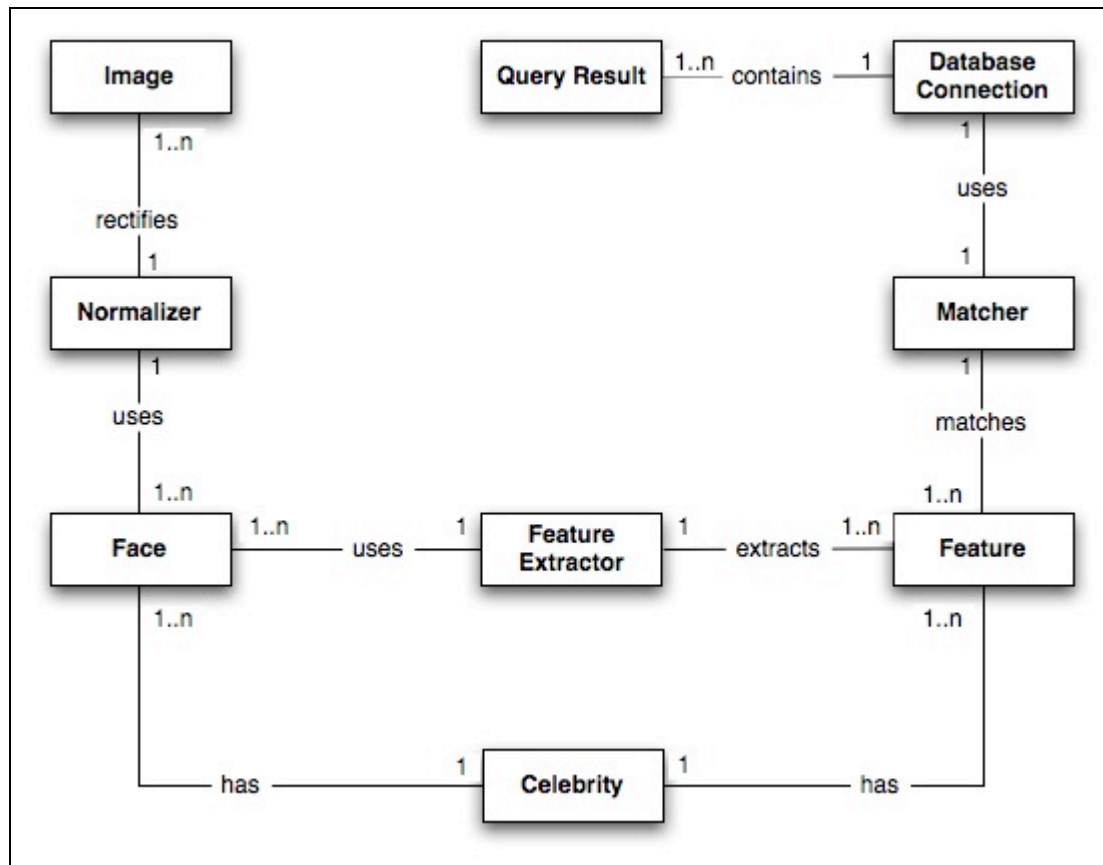 Image
Query Result
1..n
contains
1
Database
Connection
1..n
1
rectifies
uses
1
1
Normalizer
Matcher
1
1
uses
matches
1..n
1..n
Face
1..n
uses
1
Feature
Extractor
1
extracts
1..n
Feature
1..n
1..n
has
1
Celebrity
1
has